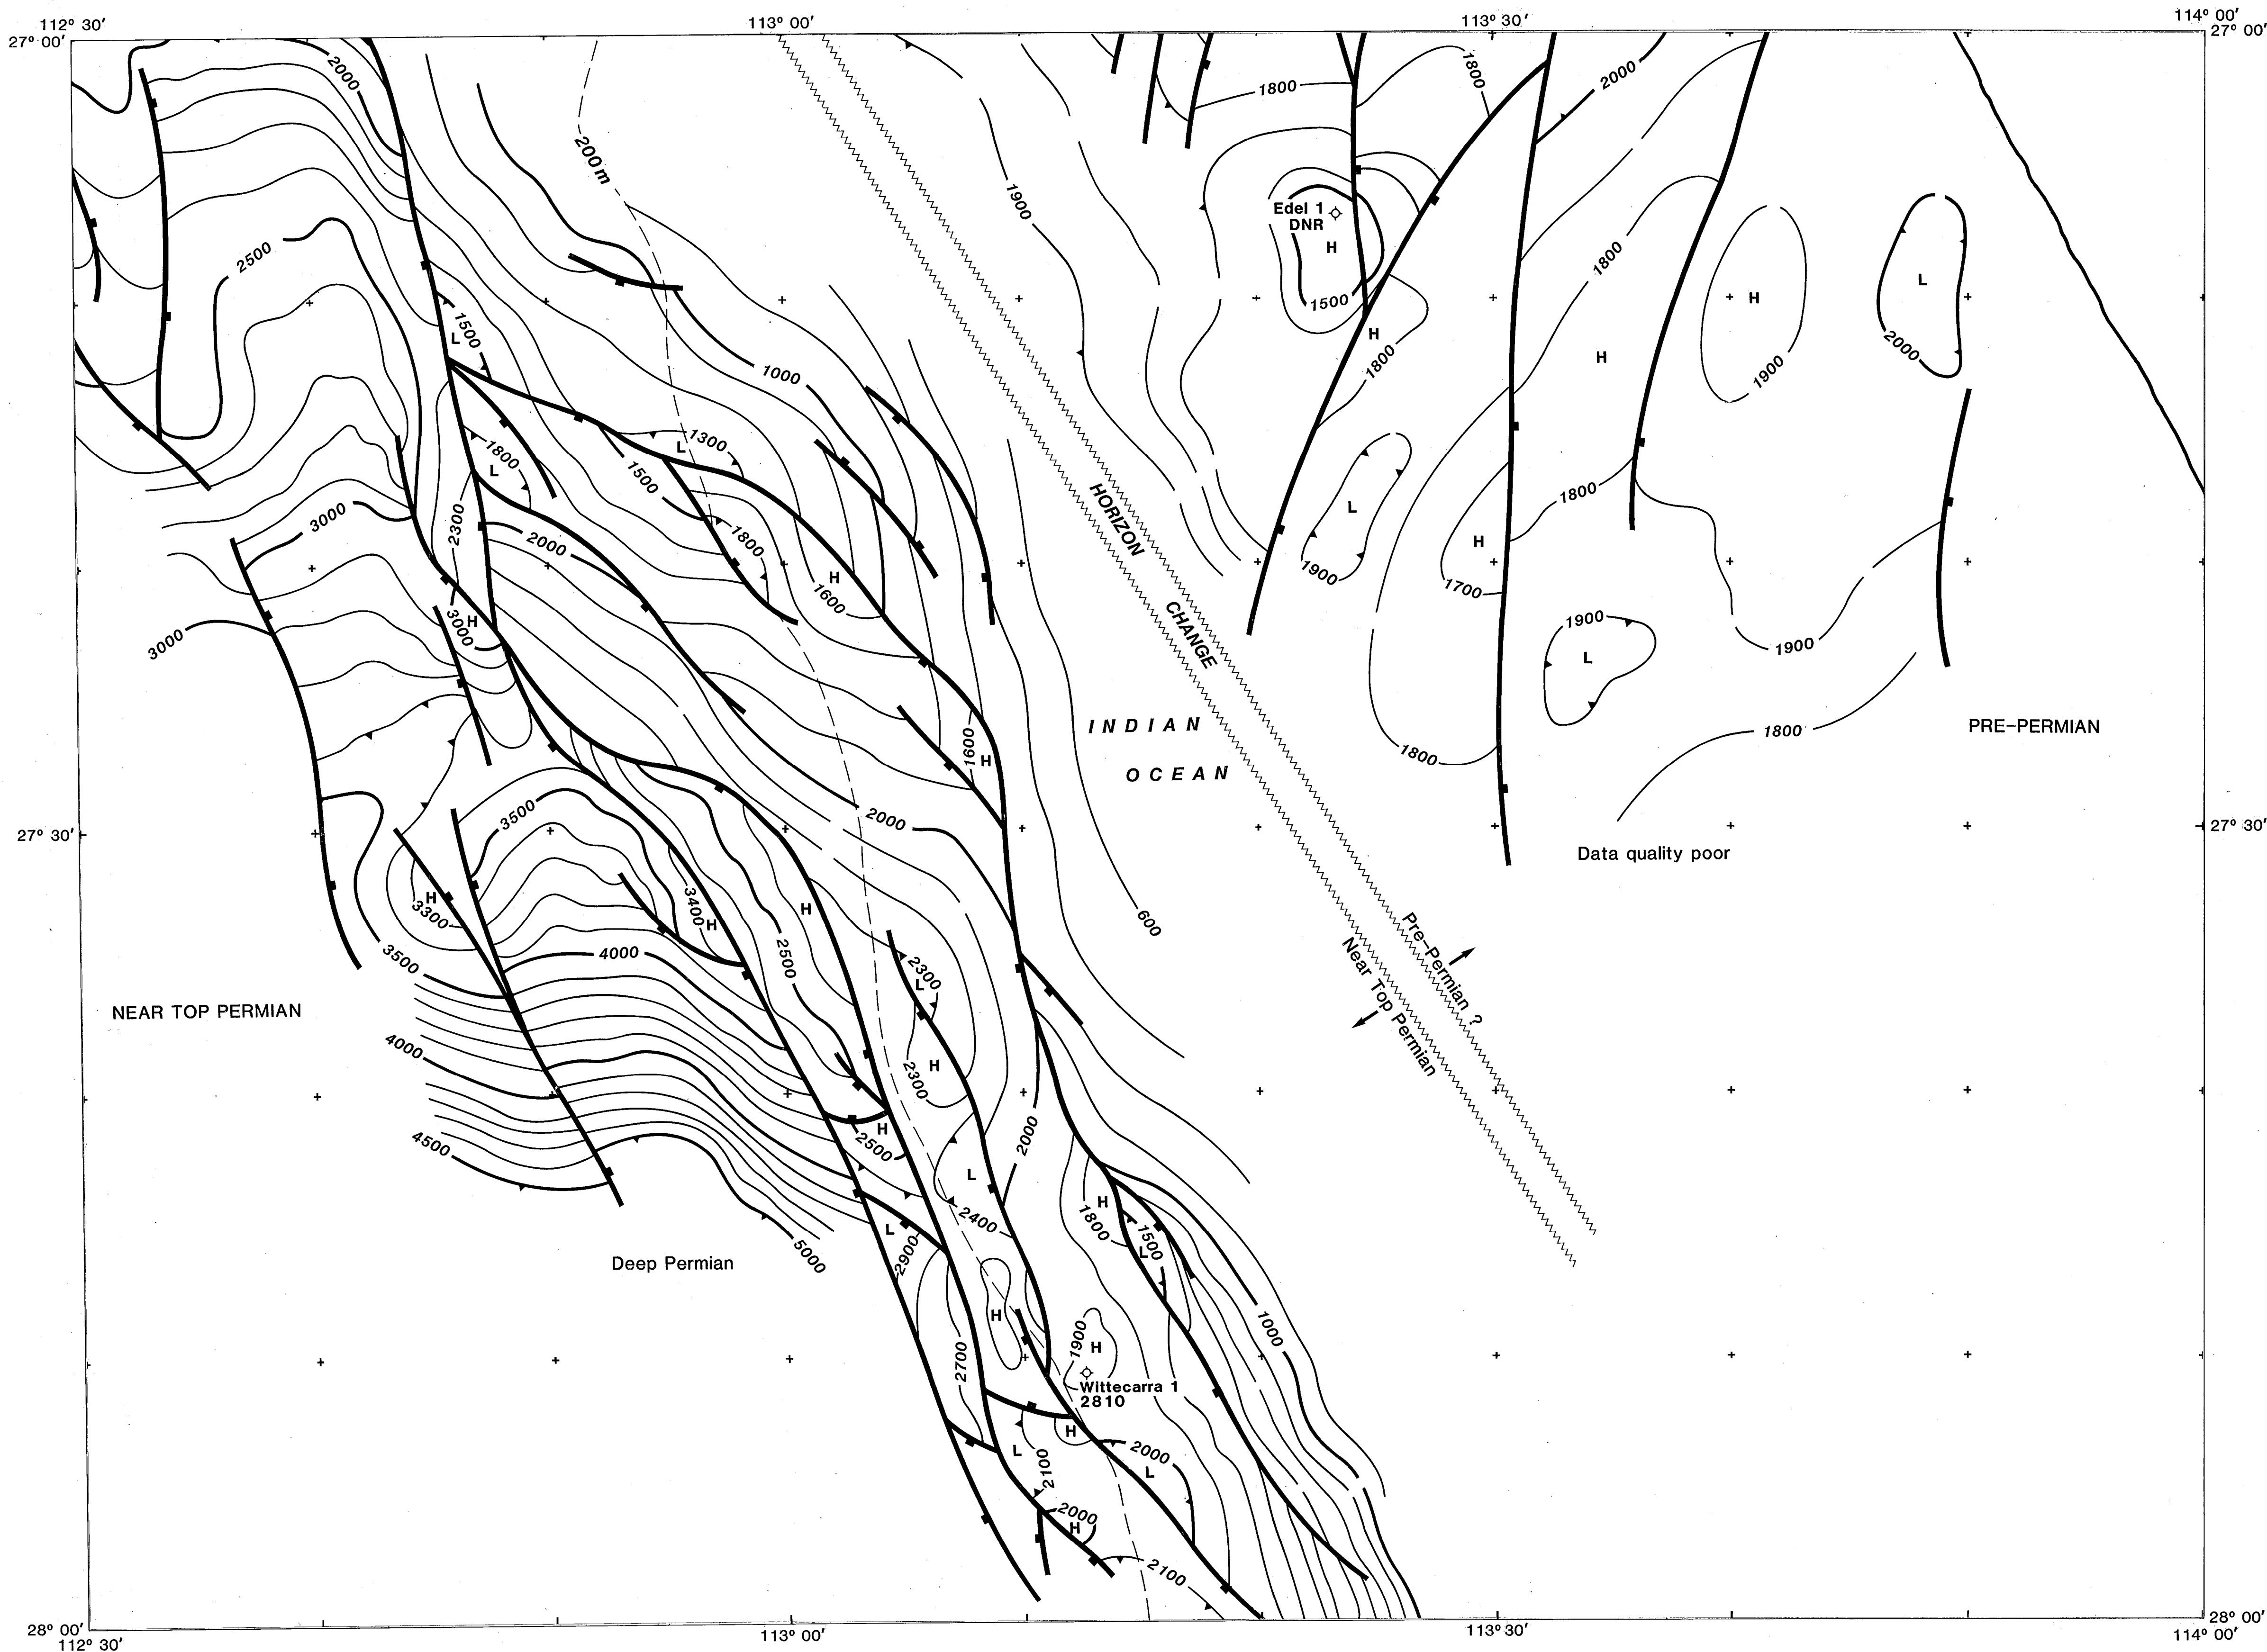 112° 30′
113° 00′
113° 30′
114° 00′
27° 00′
27° 00′
2000
200m
1800
1800
2000
1900
Edel 1
DNR
H
1500
2500
1800
H
L
H
1900
2000
1500
L
H
1800
H
1000
1300
L
1800
L
1500
HORIZON
L
1900
3000
2300
2000
1800
1800
H
1700
H
1600
CHANGE
3000
H
3000
1900
L
1900
INDIAN
OCEAN
1600
H
1800
1800
PRE-PERMIAN
3500
2000
27° 30′
27° 30′
Data quality poor
H
3300
3400
H
H
2500
600
3500
4000
2300
L
Pre-Permian ?
Near Top Permian
NEAR TOP PERMIAN
4000
H
2300
4500
H
2500
2000
L
H
1800
2400
1500
L
L
2900
5000
Deep Permian
H
1000
2700
1900
H
Wittecarra 1
2810
H
L
2100
2000
L
2000
H
2100
28° 00′
28° 00′
112° 30′
113° 00′
113° 30′
114° 00′